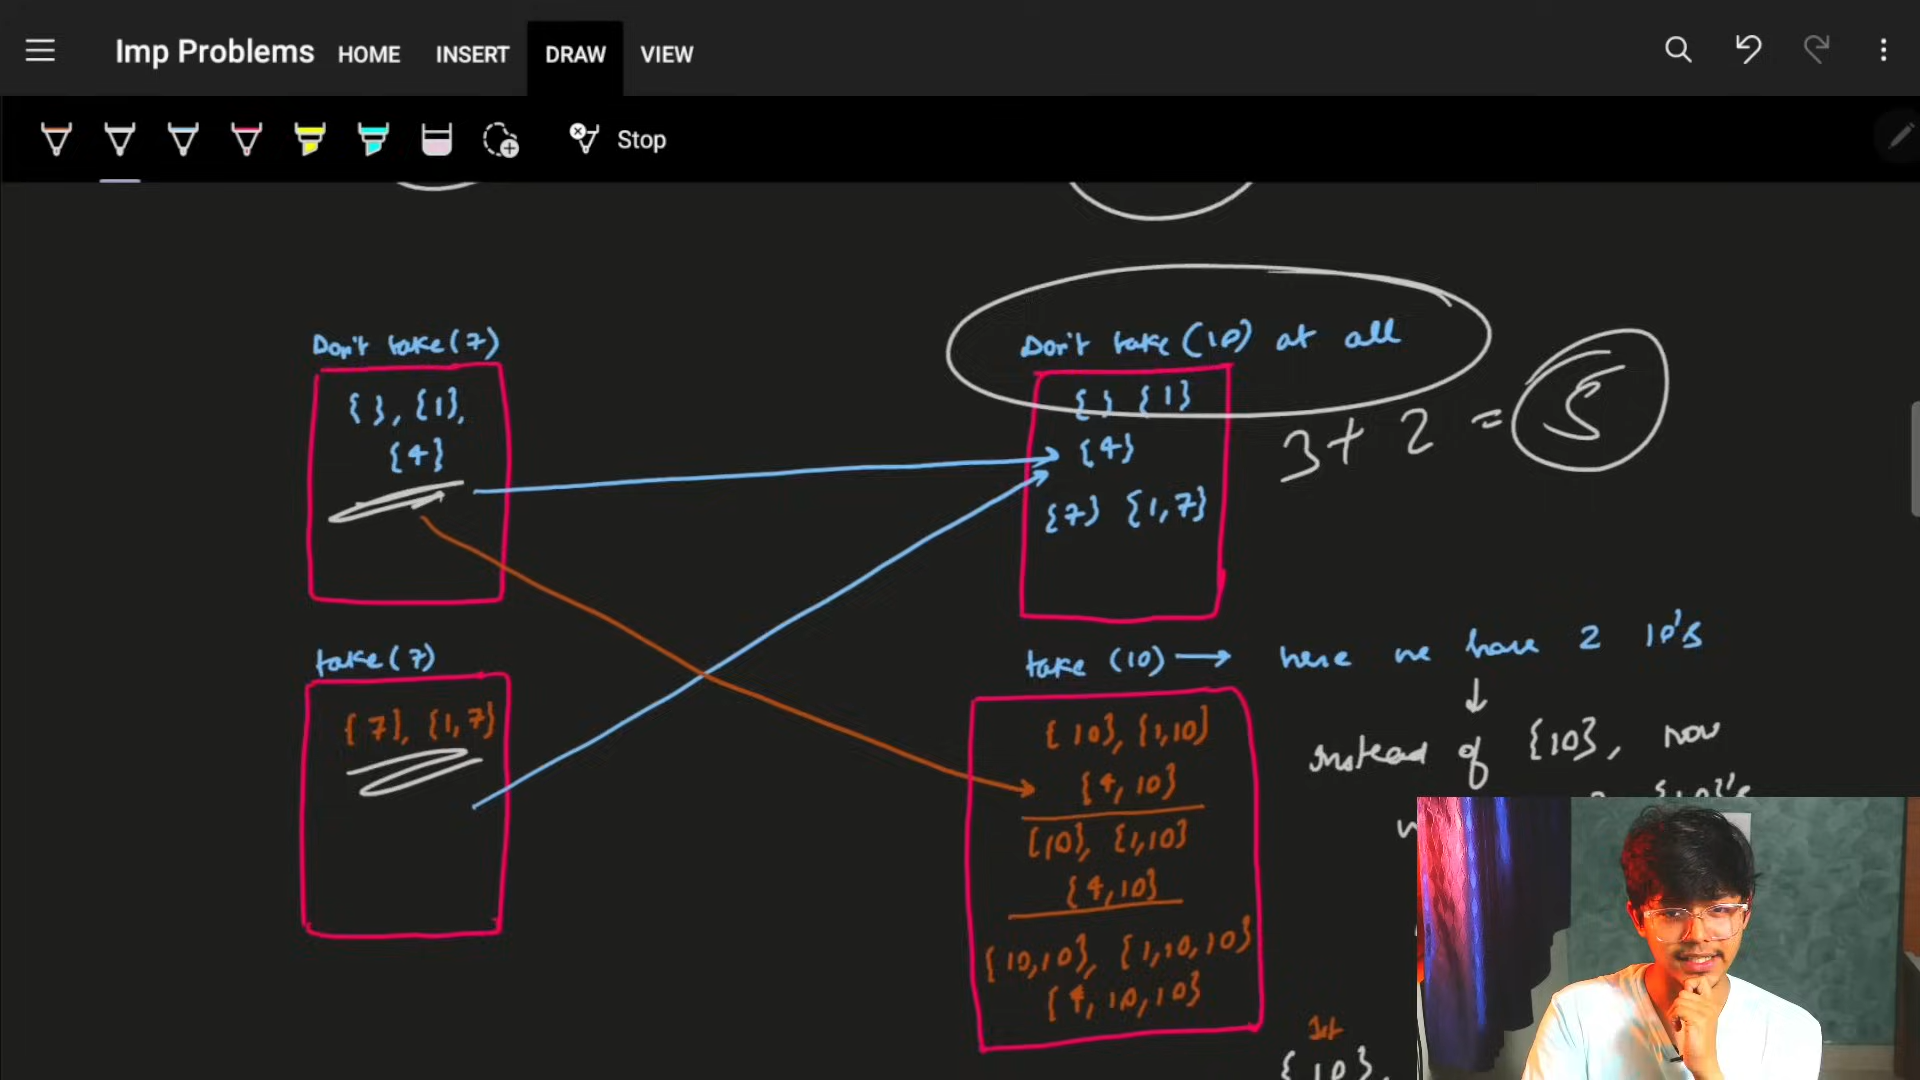 Imp Problems HOME INSERT DRAW VIEW
Stop
Don't take (7)
{ }, {1},
{4}
take (7)
{7}, {1,7}
Don't take (10) at all
{ } {1}
{4}
{7} {1,7}
3 + 2 = 5
take (10) → here we have 2 10's
↓
instead of {10}, now
{10}, {1,10}
{4, 10}
{10}, {1,10}
{4,10}
{10,10}, {1,10,10}
{4, 10, 10}
1st
{10},